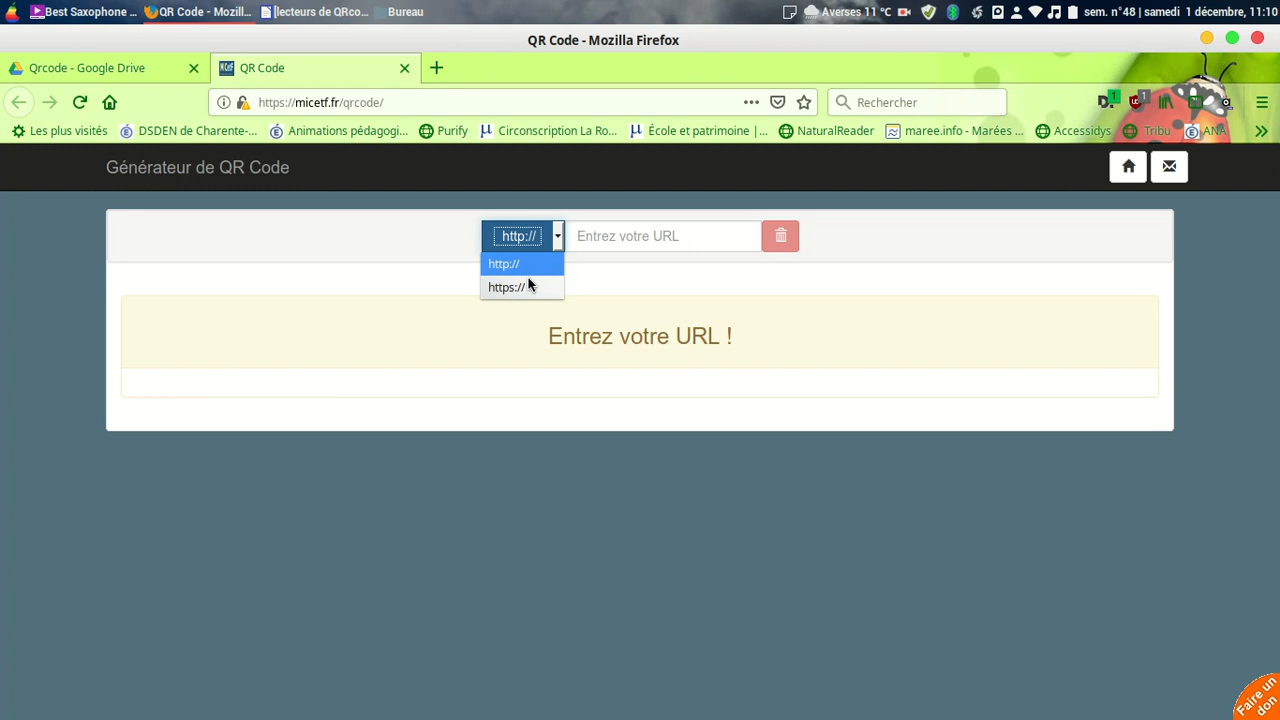 Best Saxophone ... QR Code - Mozill... [lecteurs de QRco... Bureau Averses 11 °C sem. n°48 | samedi 1 décembre, 11:10
QR Code - Mozilla Firefox
Qrcode - Google Drive QR Code
https://micetf.fr/qrcode/ Rechercher 1 1
Les plus visités DSDEN de Charente-... Animations pédagogi... Purify Circonscription La Ro... École et patrimoine |... NaturalReader maree.info - Marées ... Accessidys Tribu ANA
Générateur de QR Code
http:// Entrez votre URL
http://
https://
Entrez votre URL !
Faire un
don